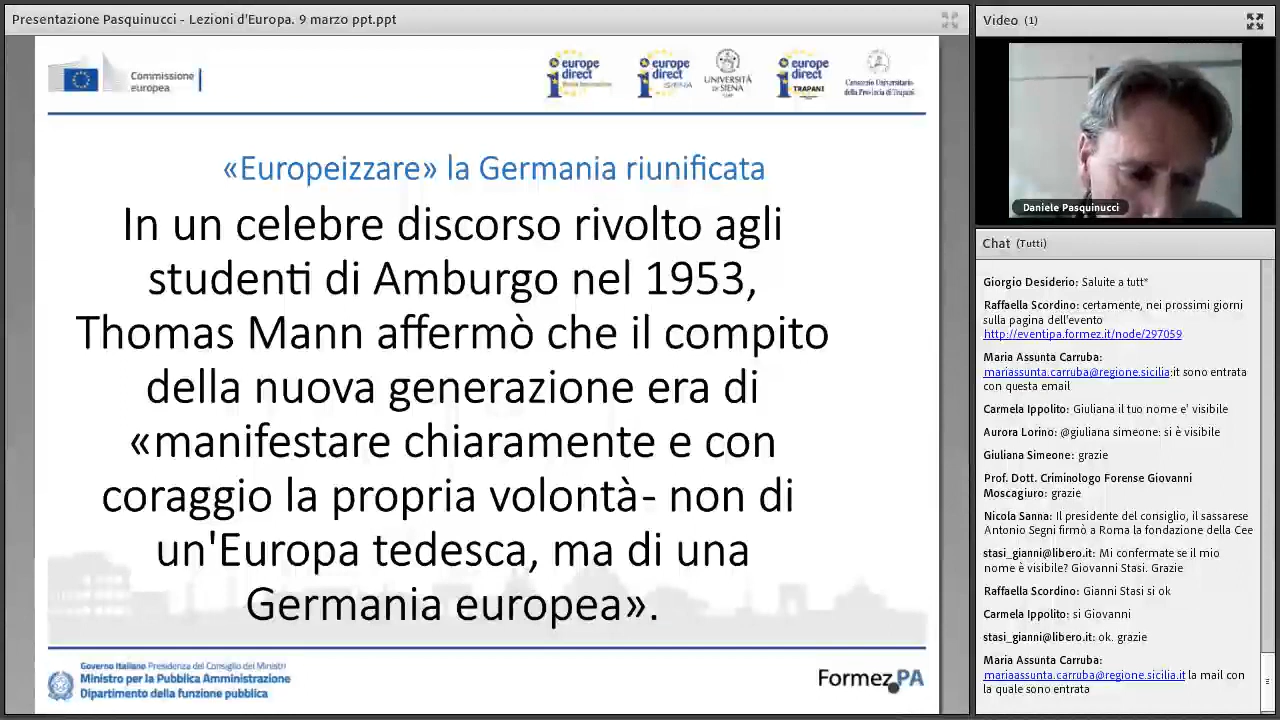 Presentazione Pasquinucci - Lezioni d'Europa. 9 marzo ppt.ppt
Commissione
europea
europe
direct
europe
direct
SIENA
UNIVERSITÀ
DI SIENA
europe
direct
TRAPANI
Consorzio Universitario
della Provincia di Trapani
«Europeizzare» la Germania riunificata
In un celebre discorso rivolto agli
studenti di Amburgo nel 1953,
Thomas Mann affermò che il compito
della nuova generazione era di
«manifestare chiaramente e con
coraggio la propria volontà- non di
un'Europa tedesca, ma di una
Germania europea».
Governo Italiano Presidenza del Consiglio dei Ministri
Ministro per la Pubblica Amministrazione
Dipartimento della funzione pubblica
Formez.PA
Video (1)
Daniele Pasquinucci
Chat (Tutti)
Giorgio Desiderio: Salute a tutt*
Raffaella Scordino: certamente, nei prossimi giorni
sulla pagina dell'evento
http://eventipa.formez.it/node/297059
Maria Assunta Carruba:
mariassunta.carruba@regione.sicilia:it sono entrata
con questa email
Carmela Ippolito: Giuliana il tuo nome e' visibile
Aurora Lorino: @giuliana simeone: si è visibile
Giuliana Simeone: grazie
Prof. Dott. Criminologo Forense Giovanni
Moscagiuro: grazie
Nicola Sanna: Il presidente del consiglio, il sassarese
Antonio Segni firmò a Roma la fondazione della Cee
stasi_gianni@libero.it: Mi confermate se il mio
nome è visibile? Giovanni Stasi. Grazie
Raffaella Scordino: Gianni Stasi si ok
Carmela Ippolito: si Giovanni
stasi_gianni@libero.it: ok. grazie
Maria Assunta Carruba:
mariaassunta.carruba@regione.sicilia.it la mail con
la quale sono entrata